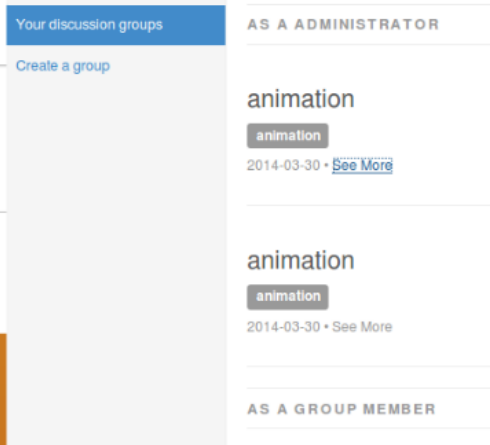 Your discussion groups
Create a group
AS A ADMINISTRATOR
animation
animation
2014-03-30 • See More
animation
animation
2014-03-30 • See More
AS A GROUP MEMBER